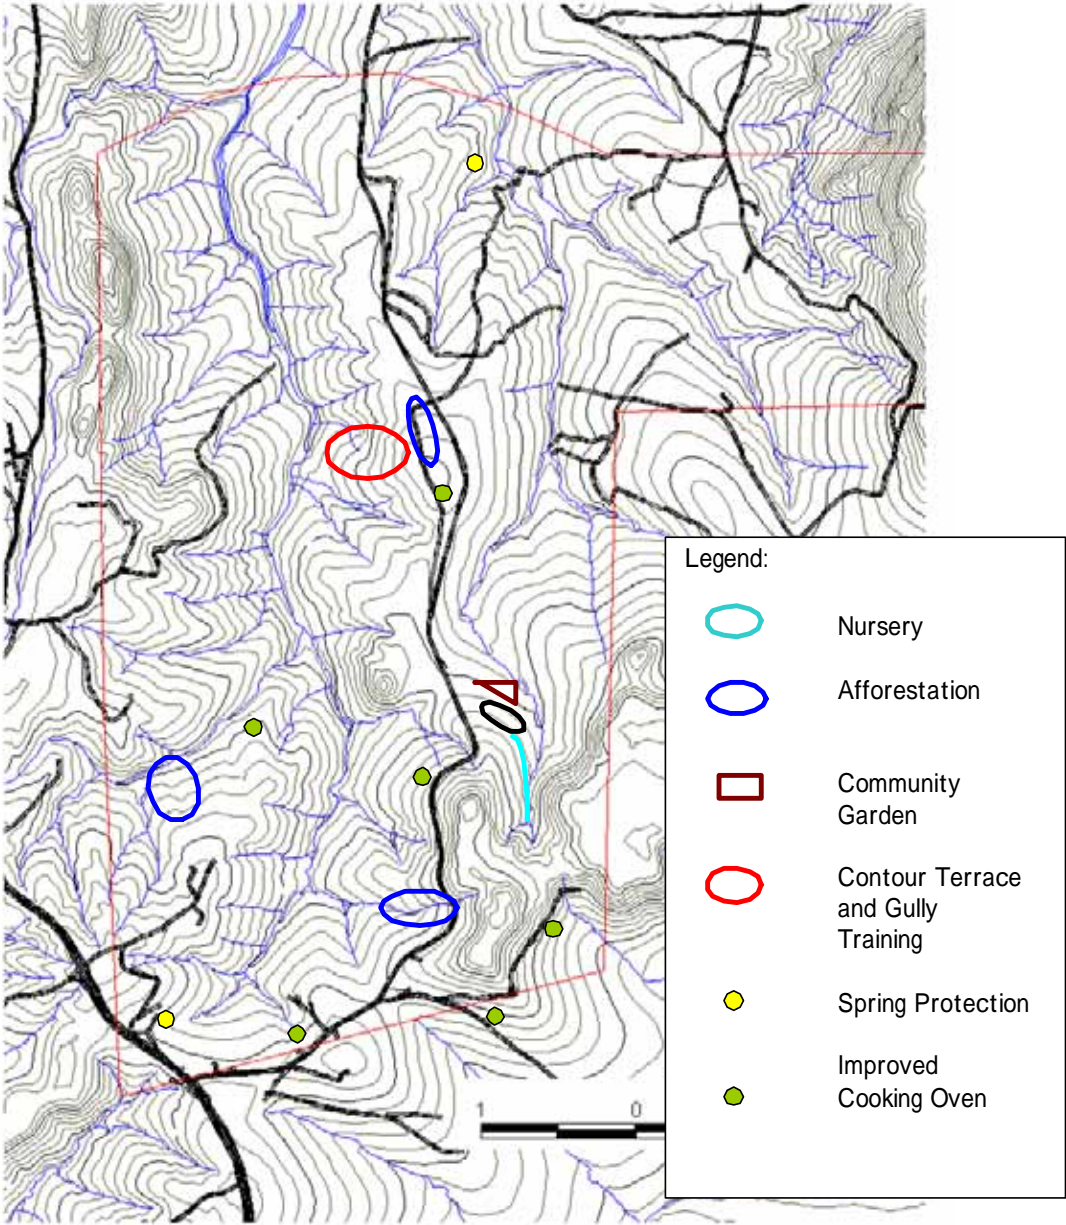 Legend:
Nursery
Afforestation
Community
Garden
Contour Terrace
and Gully
Training
Spring Protection
Improved
Cooking Oven
1 0